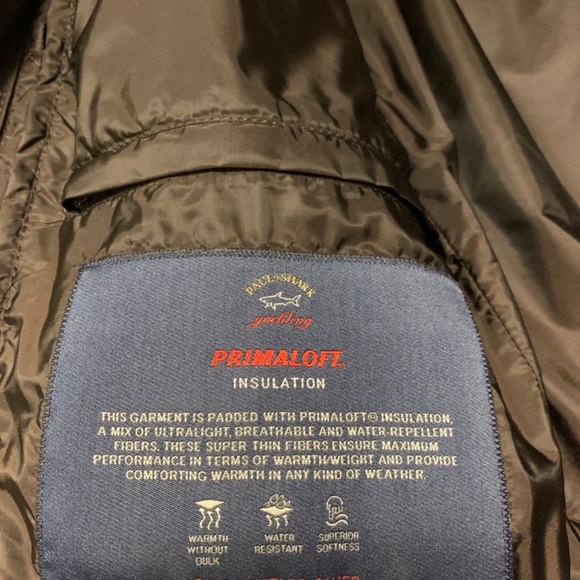 PAUL & SHARK
yachting
PRIMALOFT
INSULATION
THIS GARMENT IS PADDED WITH PRIMALOFT® INSULATION,
A MIX OF ULTRALIGHT, BREATHABLE AND WATER-REPELLENT
FIBERS. THESE SUPER THIN FIBERS ENSURE MAXIMUM
PERFORMANCE IN TERMS OF WARMTH/WEIGHT AND PROVIDE
COMFORTING WARMTH IN ANY KIND OF WEATHER.
WARMTH WITHOUT BULK
WATER RESISTANT
SUPERIOR SOFTNESS